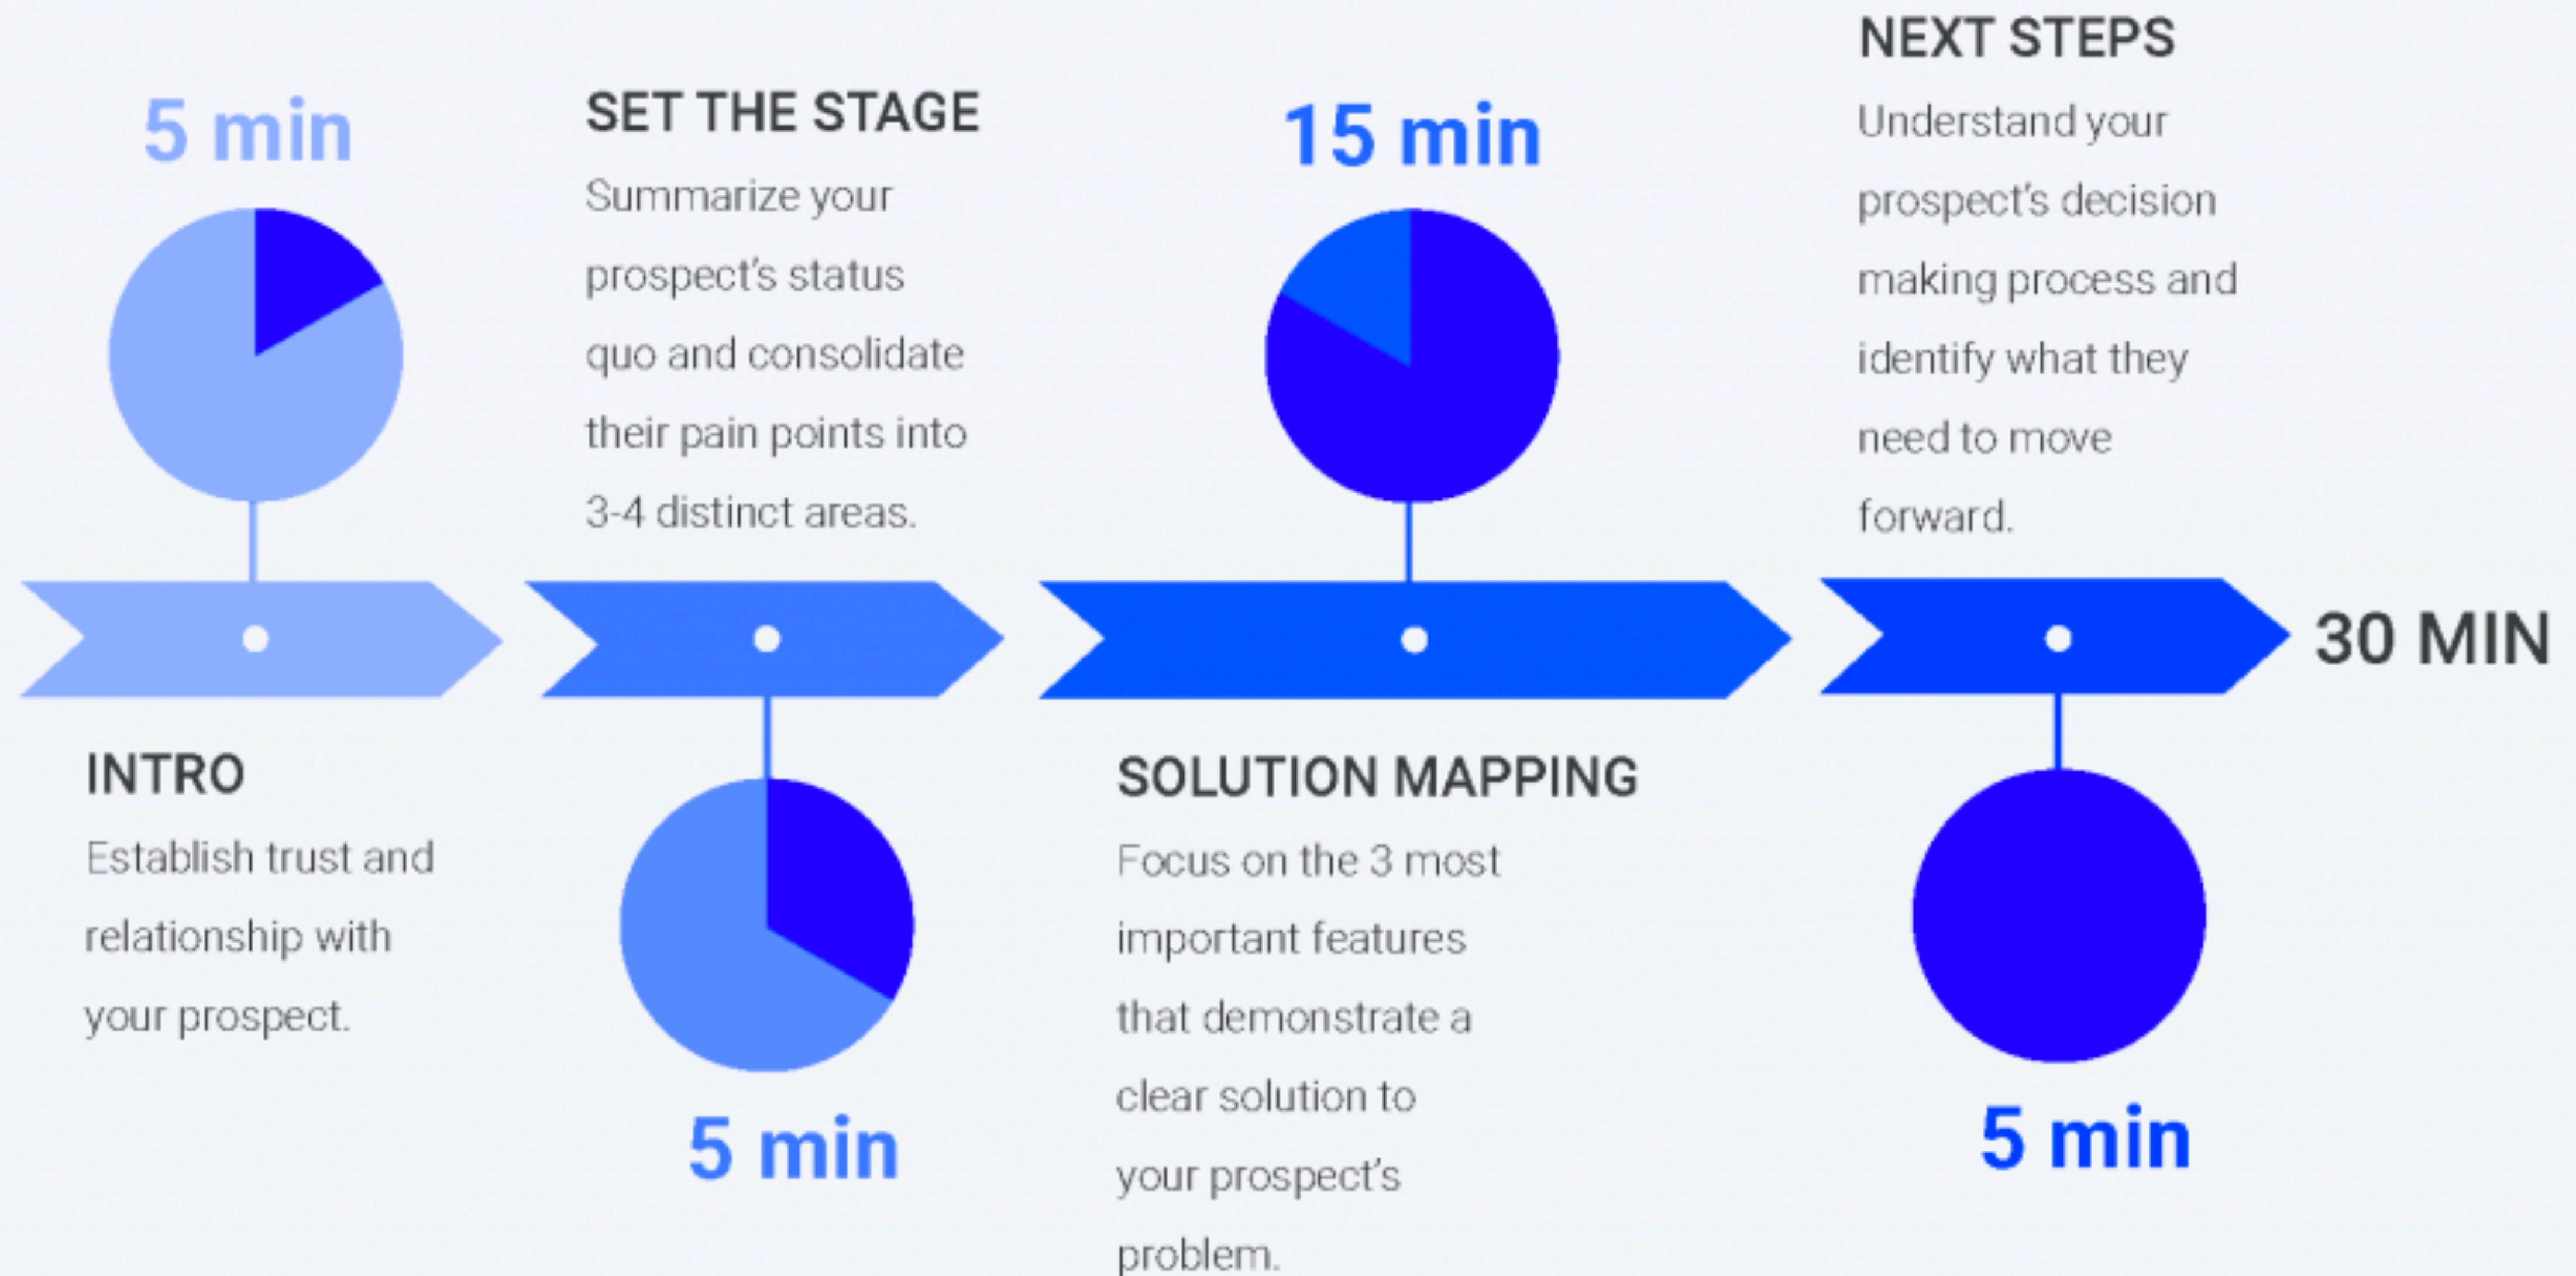 5 min
INTRO
Establish trust and
relationship with
your prospect.
SET THE STAGE
Summarize your
prospect's status
quo and consolidate
their pain points into
3-4 distinct areas.
5 min
15 min
SOLUTION MAPPING
Focus on the 3 most
important features
that demonstrate a
clear solution to
your prospect's
problem.
NEXT STEPS
Understand your
prospect's decision
making process and
identify what they
need to move
forward.
5 min
30 MIN